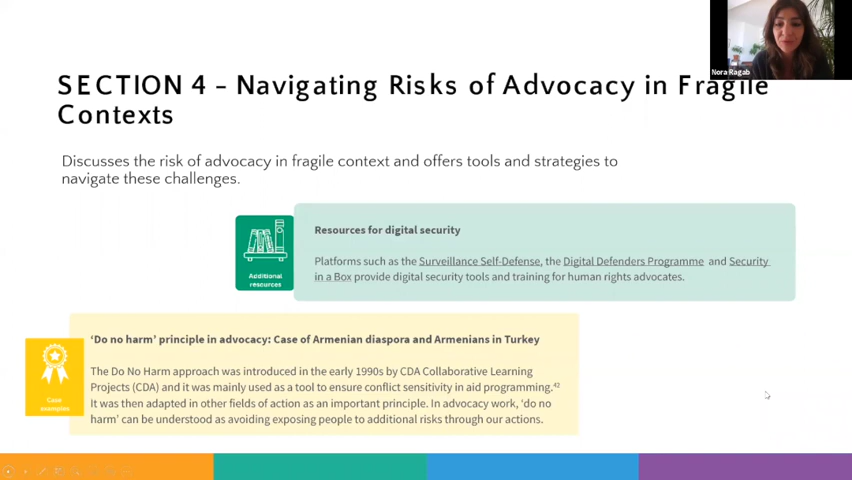 Nora Ragab
SECTION 4 - Navigating Risks of Advocacy in Fragile
Contexts
Discusses the risk of advocacy in fragile context and offers tools and strategies to
navigate these challenges.
Additional
resources
Resources for digital security
Platforms such as the Surveillance Self-Defense, the Digital Defenders Programme and Security
in a Box provide digital security tools and training for human rights advocates.
Case
examples
‘Do no harm’ principle in advocacy: Case of Armenian diaspora and Armenians in Turkey
The Do No Harm approach was introduced in the early 1990s by CDA Collaborative Learning
Projects (CDA) and it was mainly used as a tool to ensure conflict sensitivity in aid programming.⁴²
It was then adapted in other fields of action as an important principle. In advocacy work, ‘do no
harm’ can be understood as avoiding exposing people to additional risks through our actions.